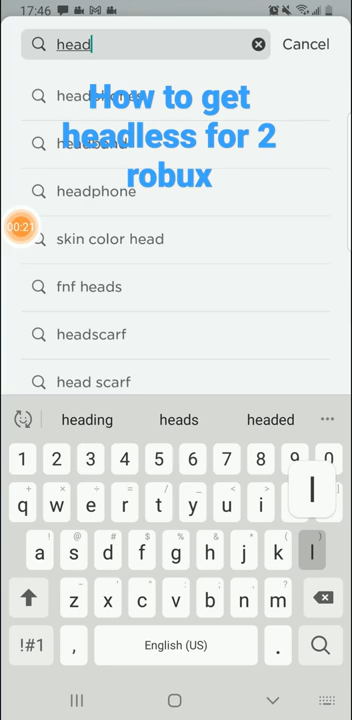 17:46
head
Cancel
How to get
headless for 2
robux
headphones
headband
headphone
skin color head
00:21
fnf heads
headscarf
head scarf
heading heads headed
1 2 3 4 5 6 7 8 9 0
q w e r t y u i l
a s d f g h j k l
z x c v b n m
!#1 , English (US) .